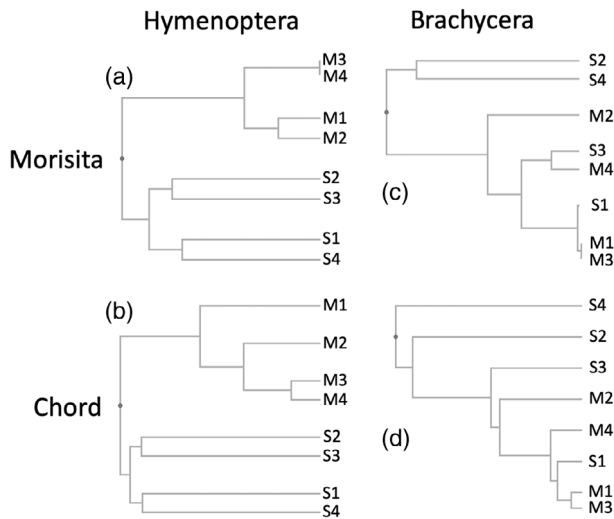 Hymenoptera
Brachycera
(a)
M3
M4
M1
M2
Morisita
S2
S3
S1
S4
S2
S4
M2
S3
M4
(c)
S1
M1
M3
(b)
M1
M2
M3
M4
Chord
S2
S3
S1
S4
S4
S2
S3
M2
M4
(d)
S1
M1
M3